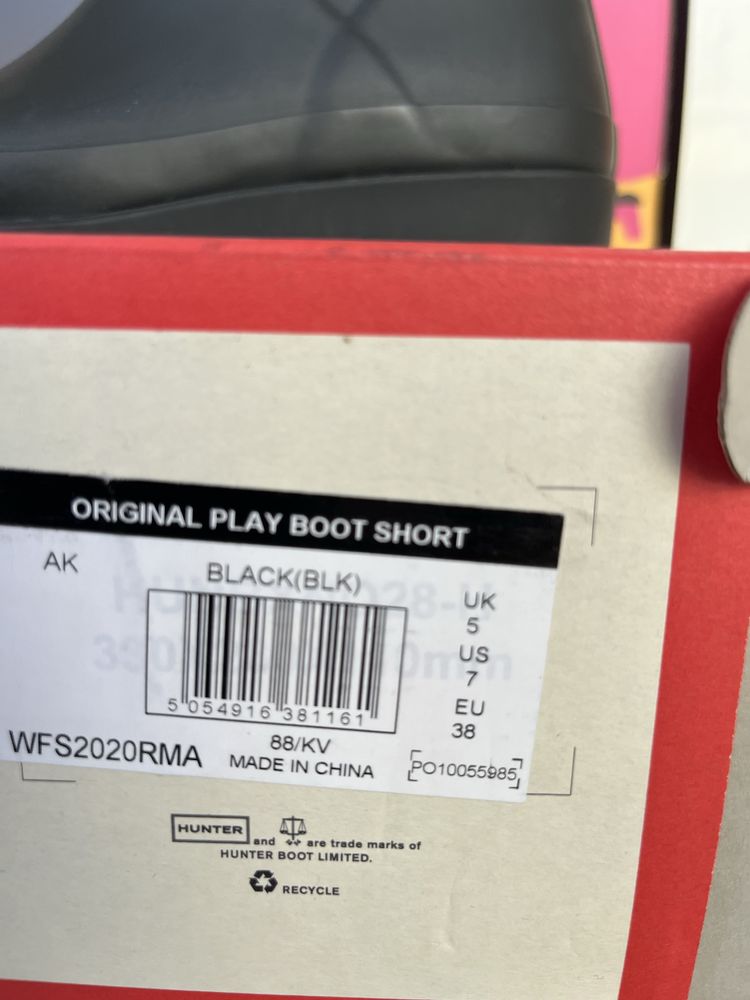 ORIGINAL PLAY BOOT SHORT
AK
BLACK(BLK)
UK
5
US
7
EU
38
5 054916 381161
WFS2020RMA
88/KV
MADE IN CHINA
PO10055985
HUNTER and are trade marks of
HUNTER BOOT LIMITED.
RECYCLE